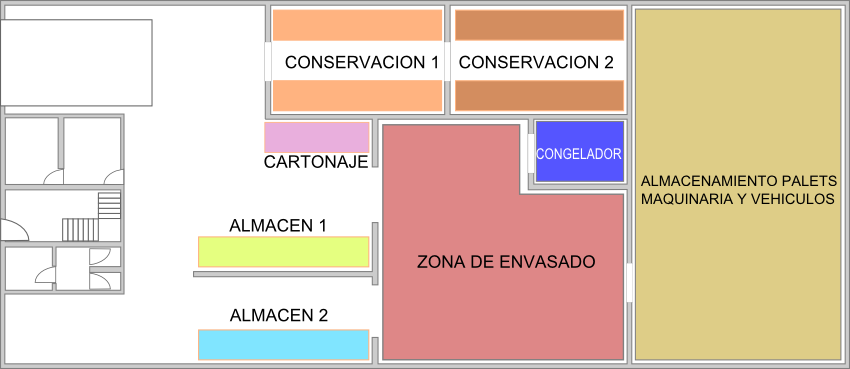 CONSERVACION 1
CONSERVACION 2
CARTONAJE
CONGELADOR
ALMACENAMIENTO PALETS
MAQUINARIA Y VEHICULOS
ALMACEN 1
ZONA DE ENVASADO
ALMACEN 2